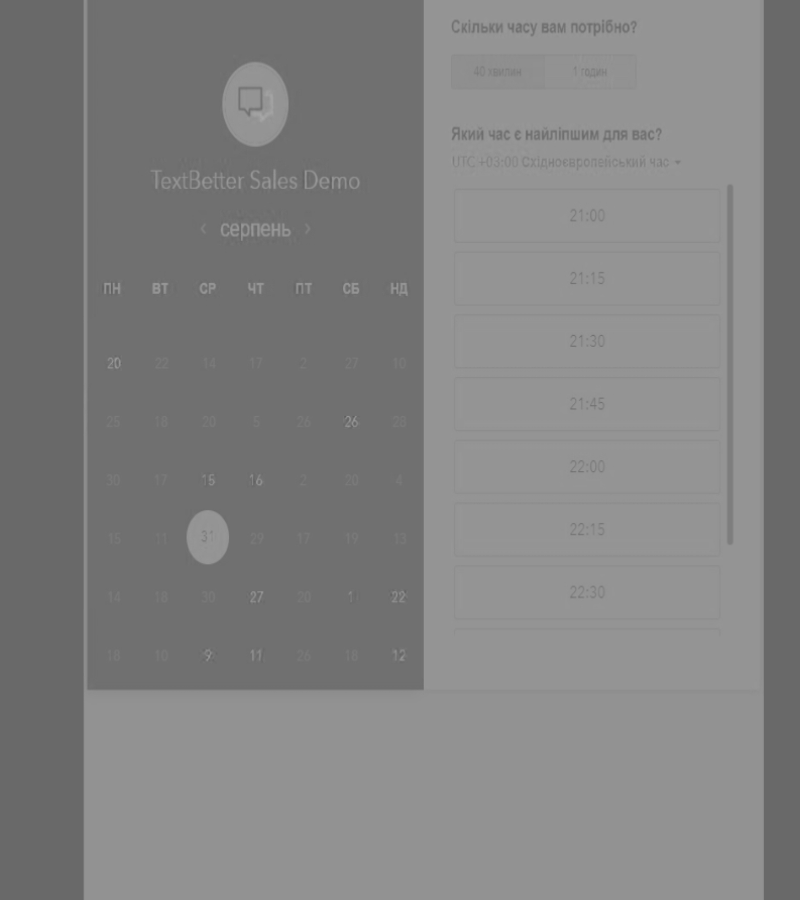 TextBetter Sales Demo
‹ серпень ›
ПН ВТ СР ЧТ ПТ СБ НД
20 22 14 17 2 27 10
25 18 20 5 26 26 28
30 17 15 16 2 20 4
15 11 31 29 17 19 13
14 18 30 27 20 1 22
18 10 9 11 26 18 12
Скільки часу вам потрібно?
40 хвилин 1 годин
Який час є найліпшим для вас?
UTC +03:00 Східноєвропейський час
21:00
21:15
21:30
21:45
22:00
22:15
22:30